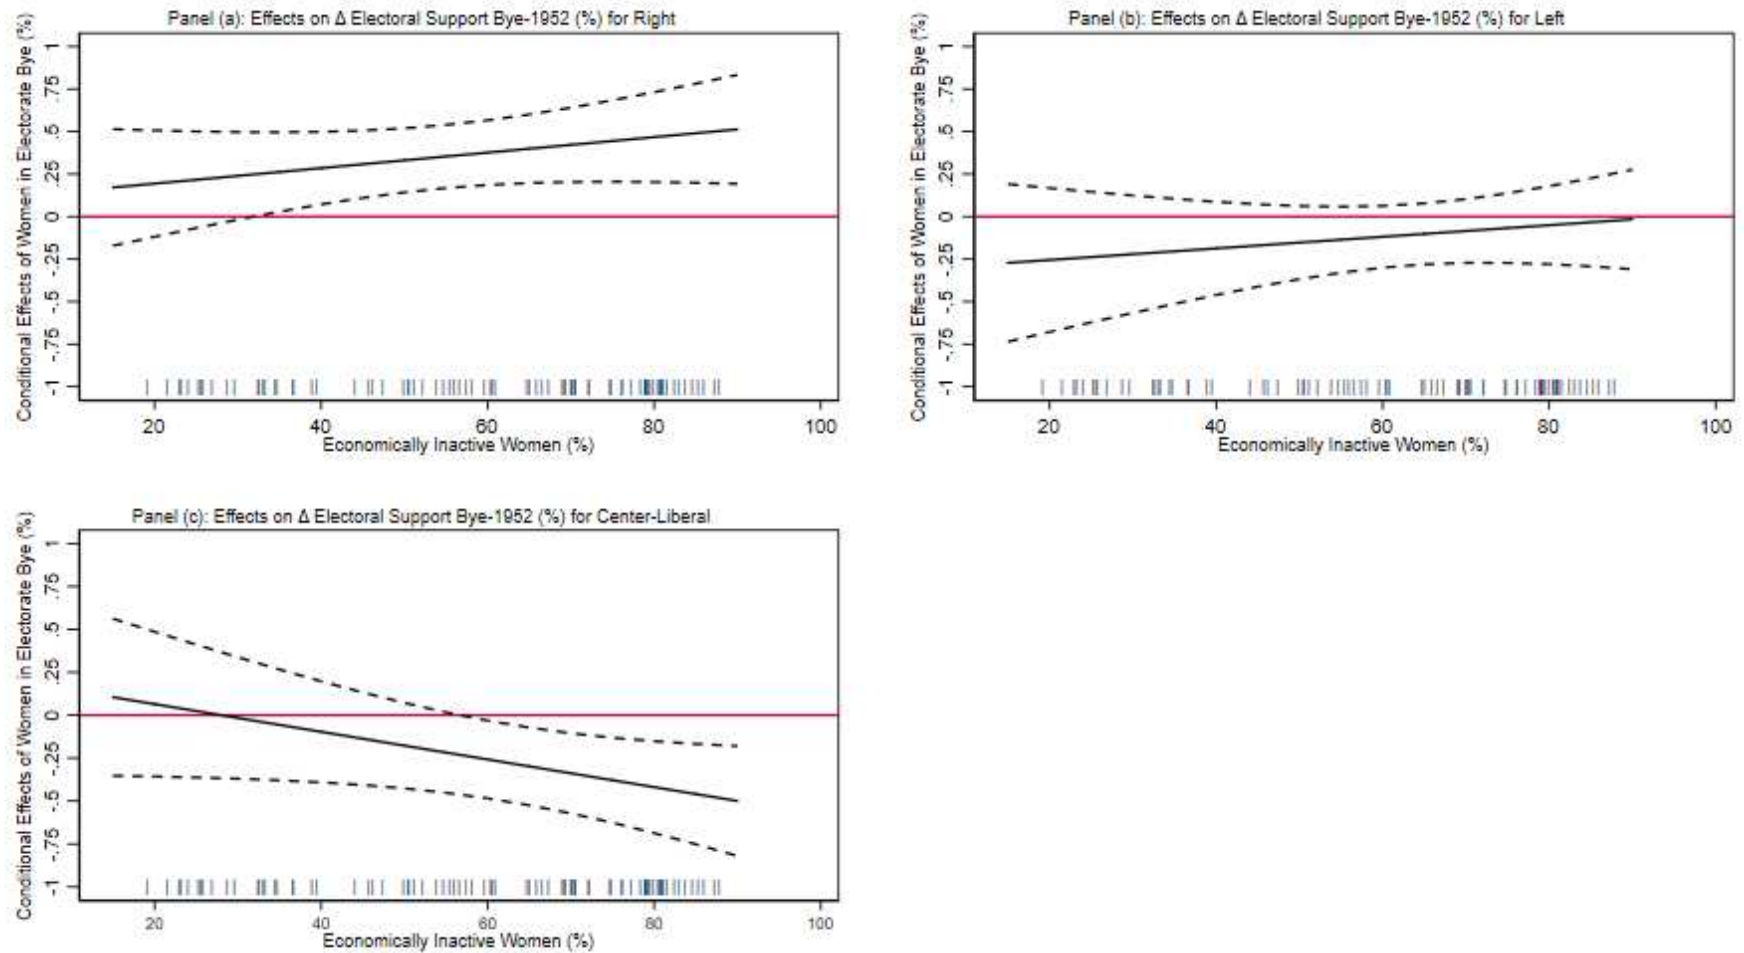 Panel (a): Effects on Δ Electoral Support Bye-1952 (%) for Right
Conditional Effects of Women in Electorate Bye (%)
1
.75
.5
.25
0
-.25
-.5
-.75
-1
20 40 60 80 100
Economically Inactive Women (%)
Panel (b): Effects on Δ Electoral Support Bye-1952 (%) for Left
Conditional Effects of Women in Electorate Bye (%)
1
.75
.5
.25
0
-.25
-.5
-.75
-1
20 40 60 80 100
Economically Inactive Women (%)
Panel (c): Effects on Δ Electoral Support Bye-1952 (%) for Center-Liberal
Conditional Effects of Women in Electorate Bye (%)
1
.75
.5
.25
0
-.25
-.5
-.75
-1
20 40 60 80 100
Economically Inactive Women (%)